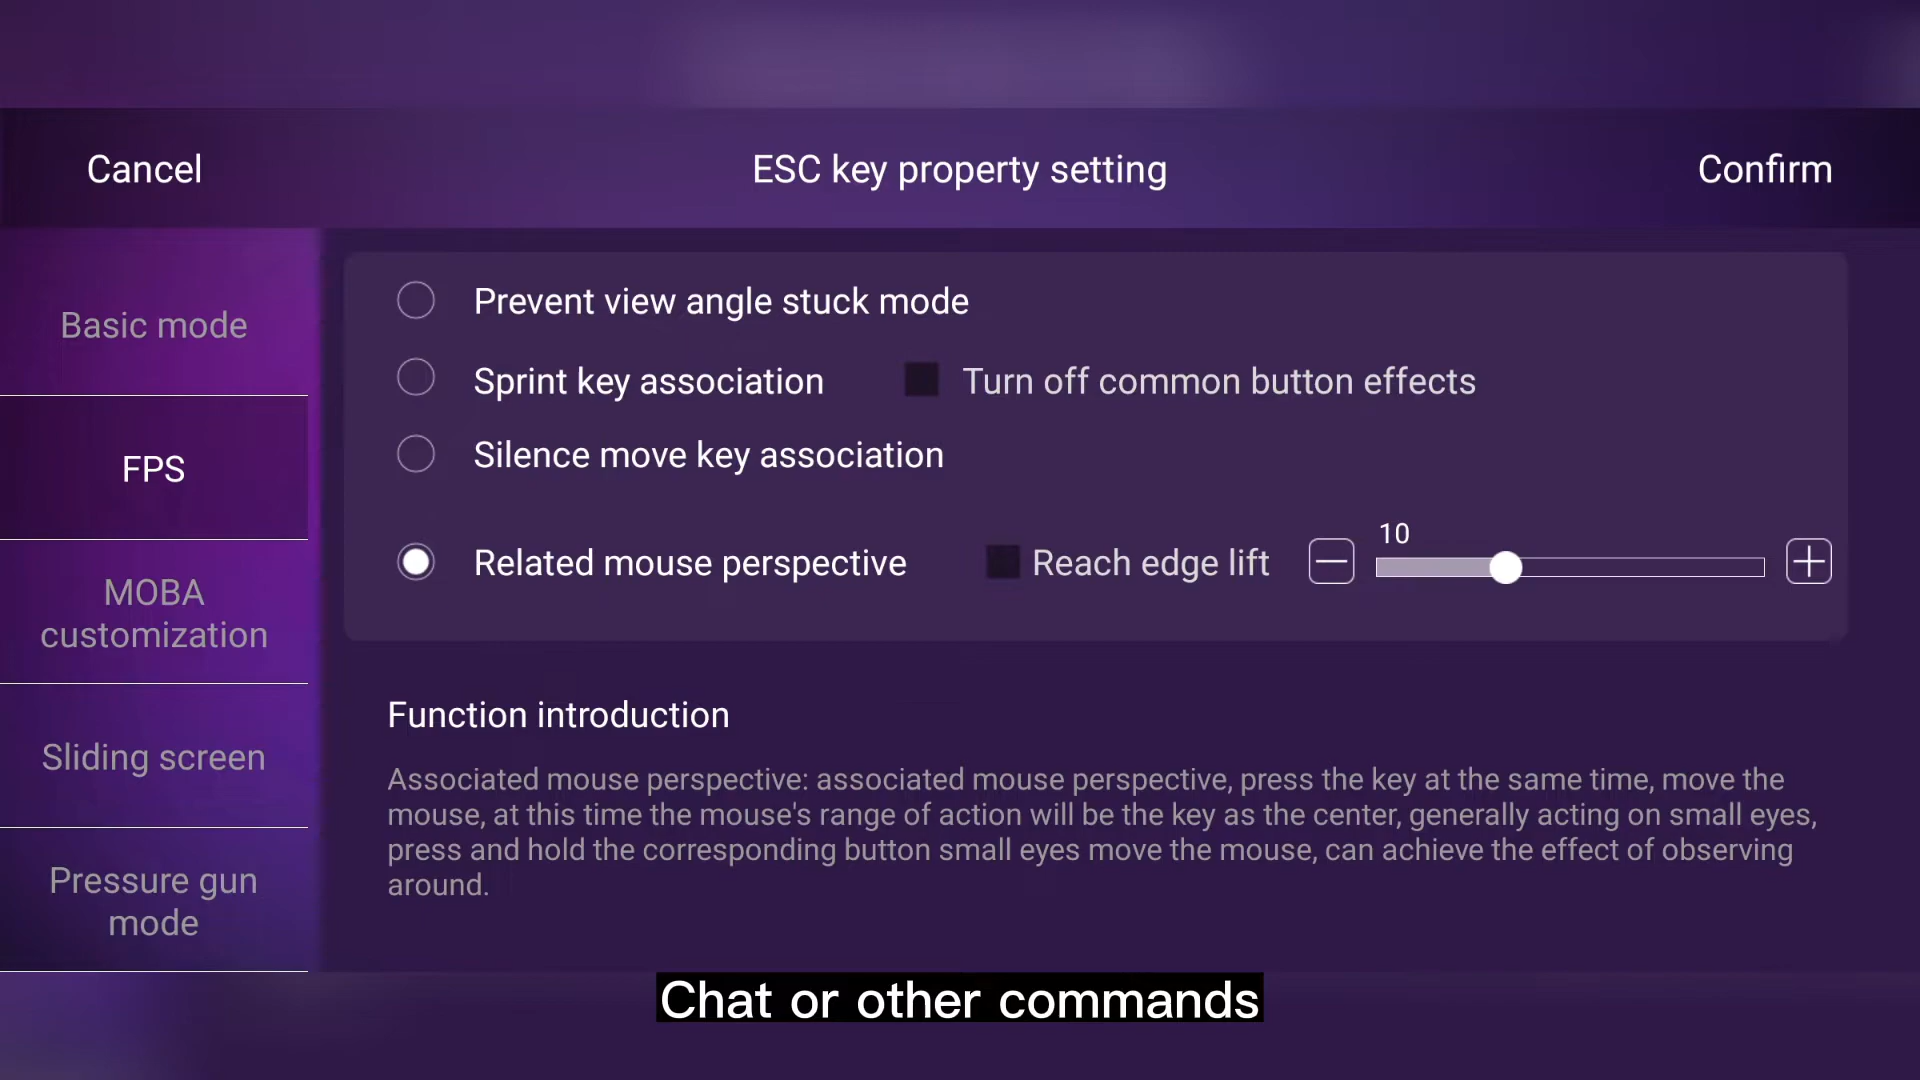 Cancel
ESC key property setting
Confirm
Basic mode
FPS
MOBA
customization
Sliding screen
Pressure gun
mode
Prevent view angle stuck mode
Sprint key association
Turn off common button effects
Silence move key association
Related mouse perspective
Reach edge lift
10
Function introduction
Associated mouse perspective: associated mouse perspective, press the key at the same time, move the
mouse, at this time the mouse's range of action will be the key as the center, generally acting on small eyes,
press and hold the corresponding button small eyes move the mouse, can achieve the effect of observing
around.
Chat or other commands